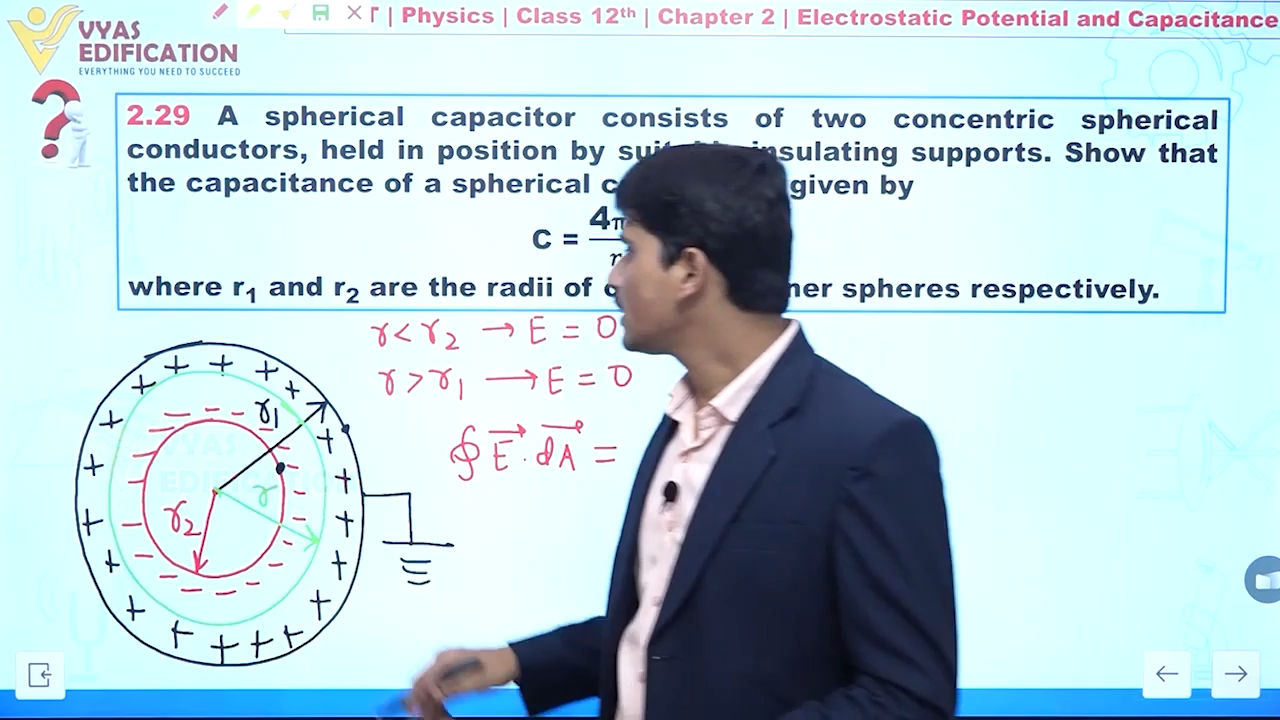 T | Physics | Class 12th | Chapter 2 | Electrostatic Potential and Capacitance
VYAS
EDIFICATION
EVERYTHING YOU NEED TO SUCCEED
2.29 A spherical capacitor consists of two concentric spherical
conductors, held in position by insulating supports. Show that
the capacitance of a spherical given by
C = 4π
r
where r₁ and r₂ are the radii of spheres respectively.
r < r₂ → E = 0
r > r₁ → E = 0
∮ E⃗ . dA⃗ =
r₁
r
r₂
VYAS
EDIFICATION